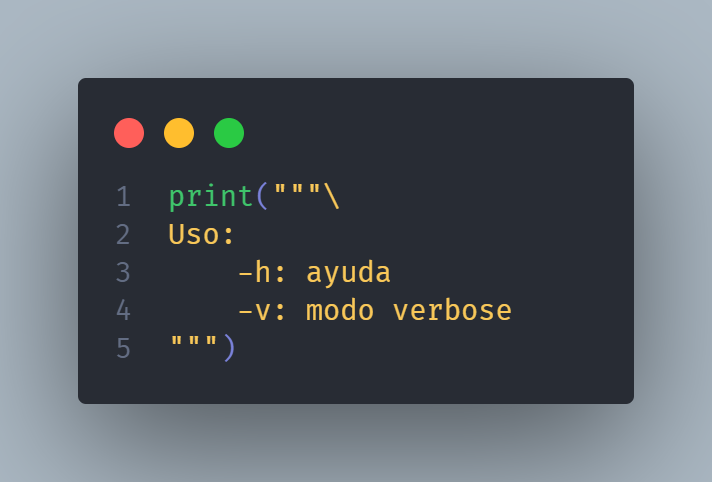 1 print("""\
2 Uso:
3     -h: ayuda
4     -v: modo verbose
5 """)